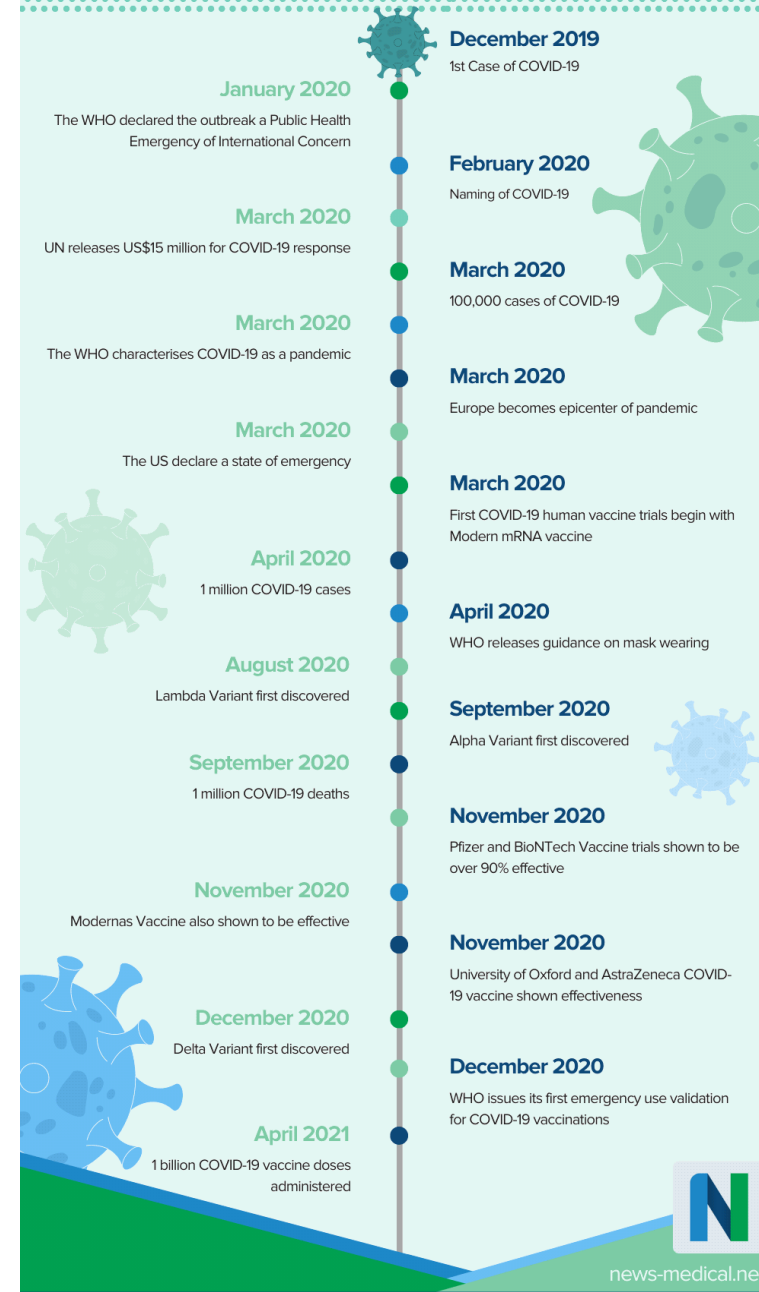 December 2019
1st Case of COVID-19
January 2020
The WHO declared the outbreak a Public Health
Emergency of International Concern
February 2020
Naming of COVID-19
March 2020
UN releases US$15 million for COVID-19 response
March 2020
100,000 cases of COVID-19
March 2020
The WHO characterises COVID-19 as a pandemic
March 2020
Europe becomes epicenter of pandemic
March 2020
The US declare a state of emergency
March 2020
First COVID-19 human vaccine trials begin with
Modern mRNA vaccine
April 2020
1 million COVID-19 cases
April 2020
WHO releases guidance on mask wearing
August 2020
Lambda Variant first discovered
September 2020
Alpha Variant first discovered
September 2020
1 million COVID-19 deaths
November 2020
Pfizer and BioNTech Vaccine trials shown to be
over 90% effective
November 2020
Modernas Vaccine also shown to be effective
November 2020
University of Oxford and AstraZeneca COVID-
19 vaccine shown effectiveness
December 2020
Delta Variant first discovered
December 2020
WHO issues its first emergency use validation
for COVID-19 vaccinations
April 2021
1 billion COVID-19 vaccine doses
administered
N
news-medical.ne